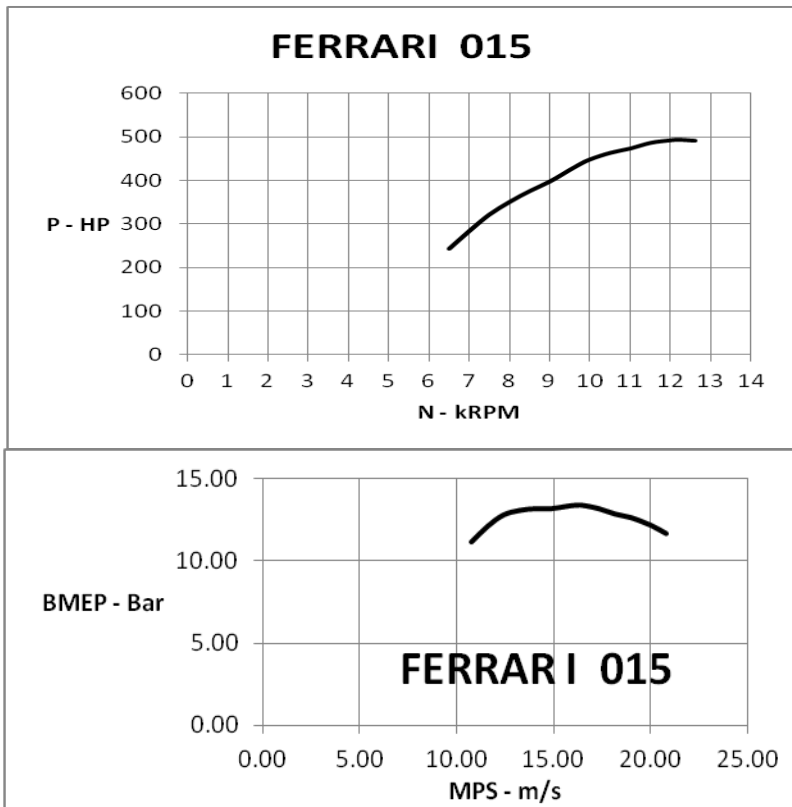 FERRARI 015
600
500
400
P - HP 300
200
100
0
0 1 2 3 4 5 6 7 8 9 10 11 12 13 14
N - kRPM
15.00
10.00
BMEP - Bar
5.00
FERRARI 015
0.00
0.00 5.00 10.00 15.00 20.00 25.00
MPS - m/s